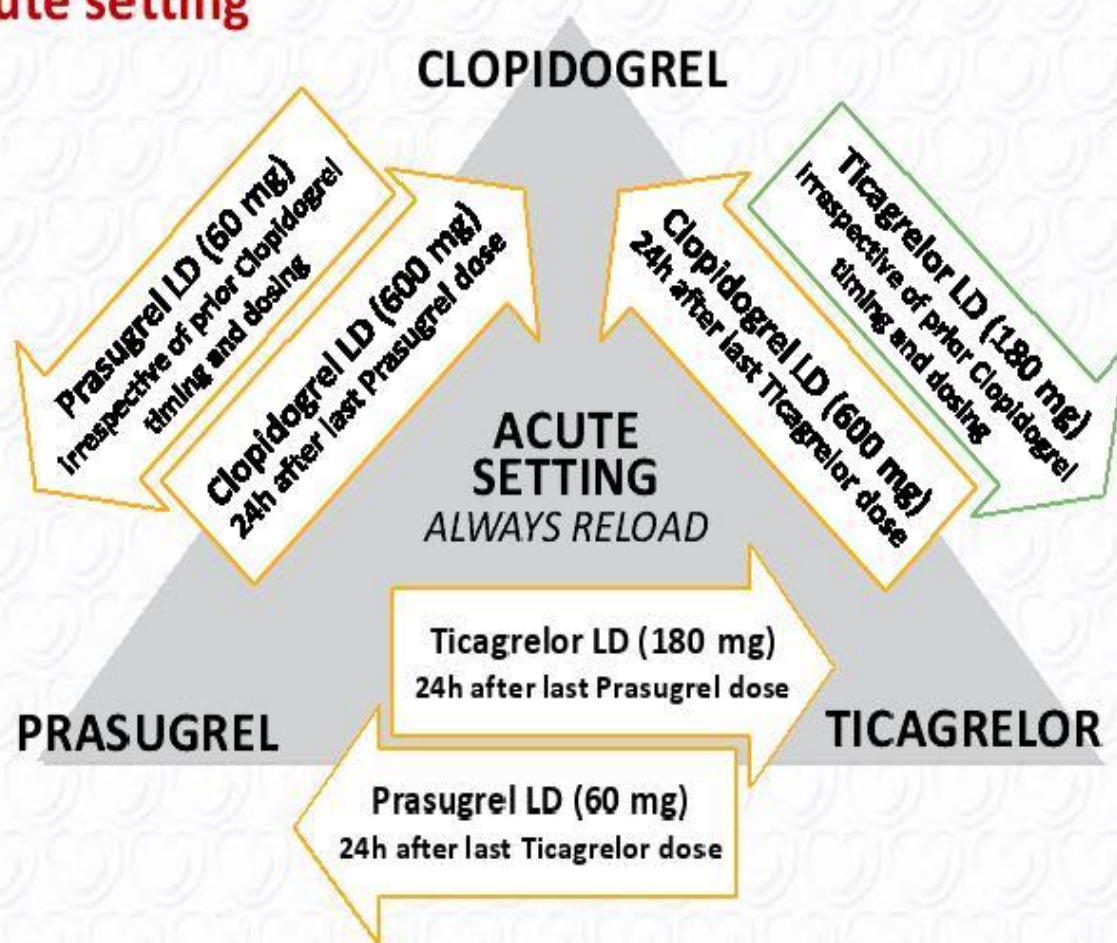 ute setting
CLOPIDOGREL
Prasugrel LD (60 mg)
irrespective of prior Clopidogrel
timing and dosing
Clopidogrel LD (600 mg)
24h after last Prasugrel dose
Clopidogrel LD (600 mg)
24h after last Ticagrelor dose
Ticagrelor LD (180 mg)
irrespective of prior Clopidogrel
timing and dosing
ACUTE
SETTING
ALWAYS RELOAD
Ticagrelor LD (180 mg)
24h after last Prasugrel dose
PRASUGREL
TICAGRELOR
Prasugrel LD (60 mg)
24h after last Ticagrelor dose